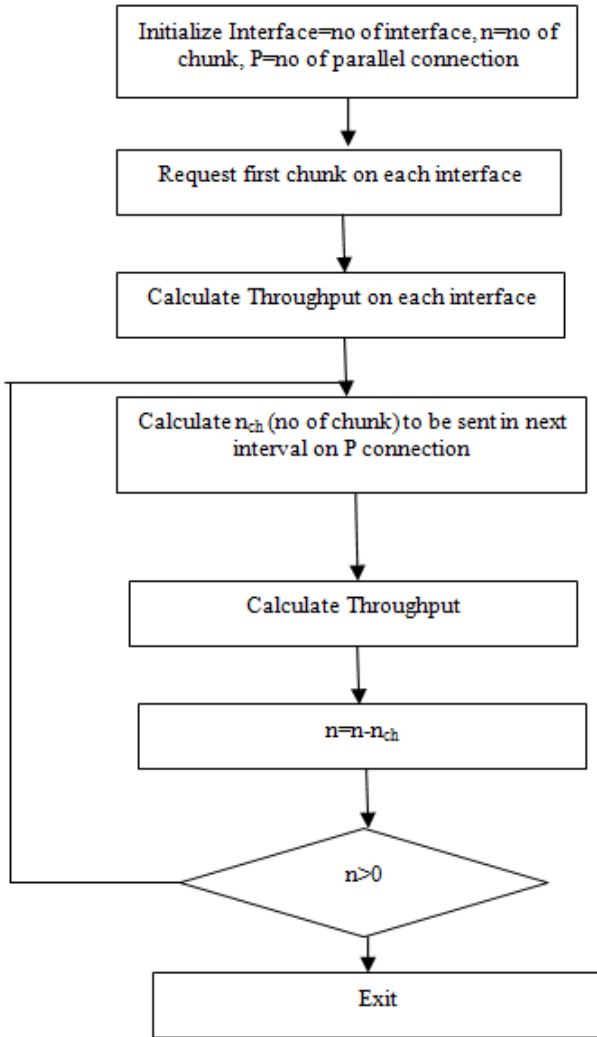 Initialize Interface=no of interface, n=no of
chunk, P=no of parallel connection
Request first chunk on each interface
Calculate Throughput on each interface
Calculate n_ch (no of chunk) to be sent in next
interval on P connection
Calculate Throughput
n=n-n_ch
n>0
Exit